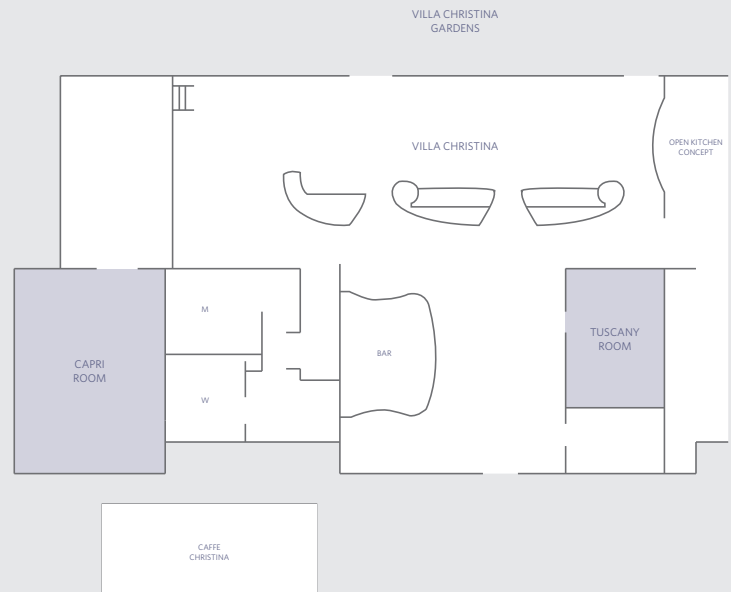 VILLA CHRISTINA
GARDENS
VILLA CHRISTINA
OPEN KITCHEN
CONCEPT
M
TUSCANY
ROOM
BAR
CAPRI
ROOM
W
CAFFE
CHRISTINA